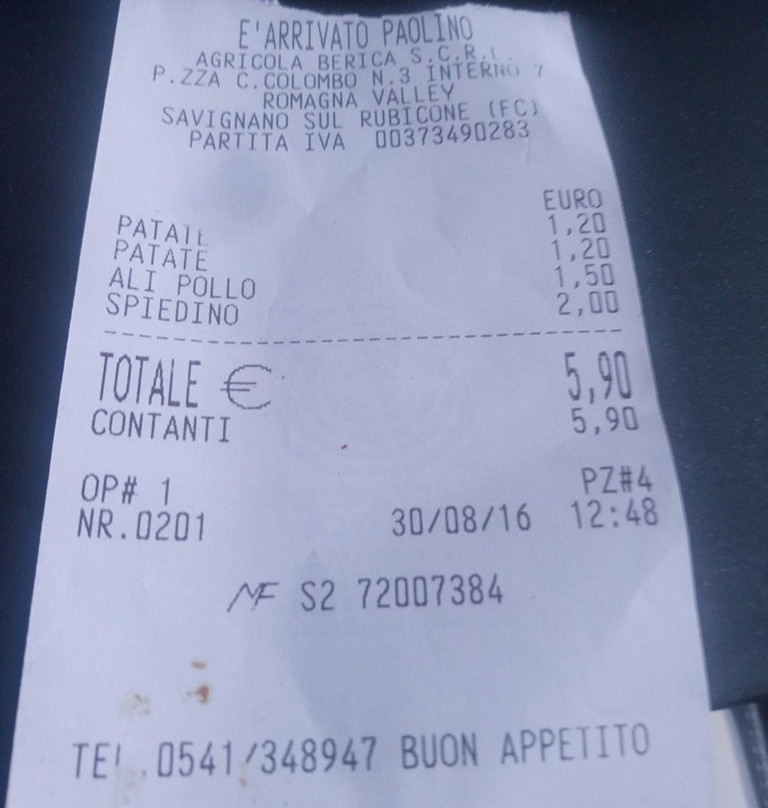 E'ARRIVATO PAOLINO
AGRICOLA BERICA S.C.R.L.
P.ZZA C.COLOMBO N.3 INTERNO 7
ROMAGNA VALLEY
SAVIGNANO SUL RUBICONE (FC)
PARTITA IVA 00373490283
EURO
PATATE 1,20
PATATE 1,20
ALI POLLO 1,50
SPIEDINO 2,00
TOTALE € 5,90
CONTANTI 5,90
OP# 1 PZ#4
NR.0201 30/08/16 12:48
MF S2 72007384
TEL.0541/348947 BUON APPETITO